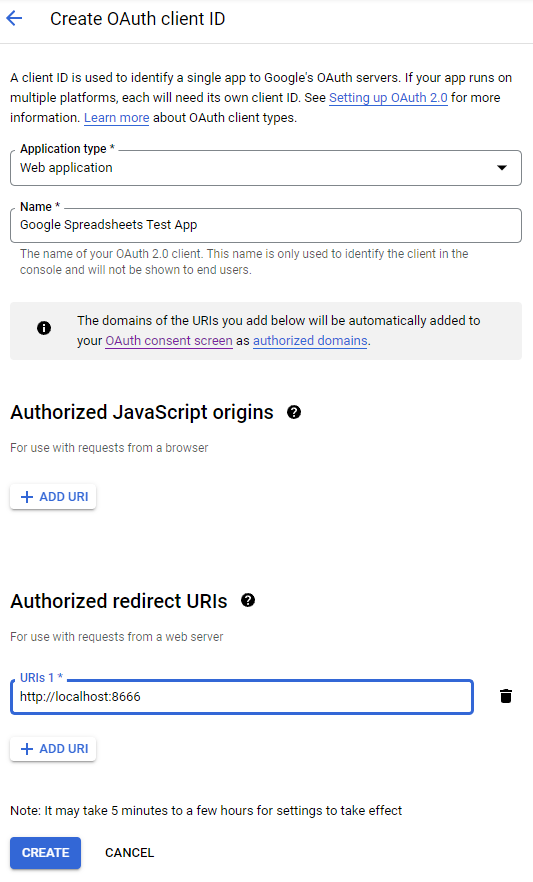 Create OAuth client ID
A client ID is used to identify a single app to Google's OAuth servers. If your app runs on
multiple platforms, each will need its own client ID. See Setting up OAuth 2.0 for more
information. Learn more about OAuth client types.
Application type *
Web application
Name *
Google Spreadsheets Test App
The name of your OAuth 2.0 client. This name is only used to identify the client in the
console and will not be shown to end users.
The domains of the URIs you add below will be automatically added to
your OAuth consent screen as authorized domains.
Authorized JavaScript origins
For use with requests from a browser
ADD URI
Authorized redirect URIs
For use with requests from a web server
URIs 1 *
http://localhost:8666
ADD URI
Note: It may take 5 minutes to a few hours for settings to take effect
CREATE CANCEL